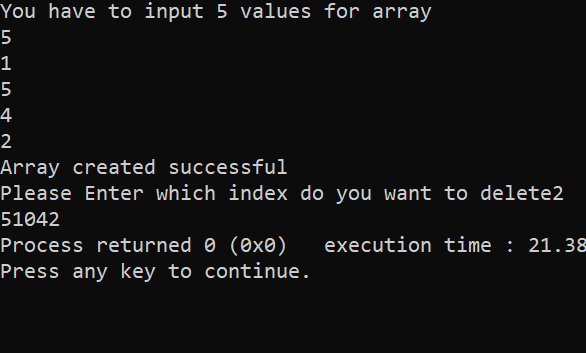 You have to input 5 values for array
5
1
5
4
2
Array created successful
Please Enter which index do you want to delete2
51042
Process returned 0 (0x0)   execution time : 21.38
Press any key to continue.